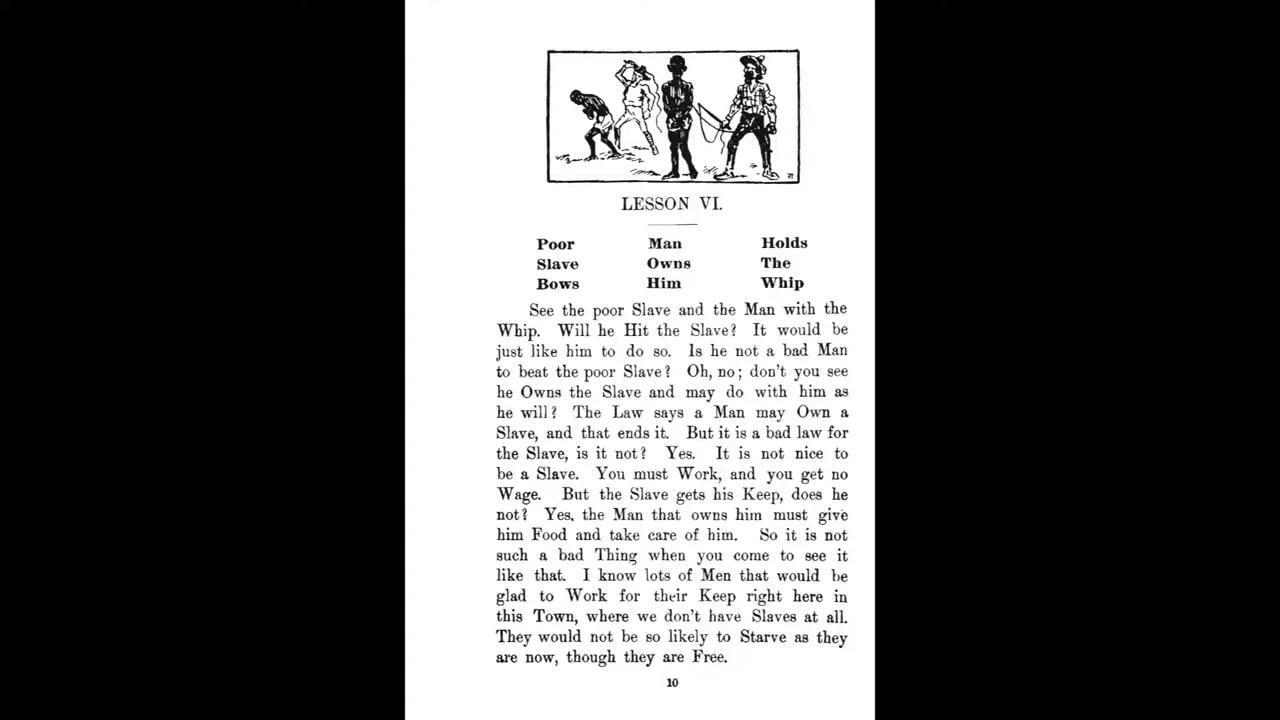 LESSON VI.
Poor Man Holds
Slave Owns The
Bows Him Whip
See the poor Slave and the Man with the
Whip. Will he Hit the Slave? It would be
just like him to do so. Is he not a bad Man
to beat the poor Slave? Oh, no; don't you see
he Owns the Slave and may do with him as
he will? The Law says a Man may Own a
Slave, and that ends it. But it is a bad law for
the Slave, is it not? Yes. It is not nice to
be a Slave. You must Work, and you get no
Wage. But the Slave gets his Keep, does he
not? Yes, the Man that owns him must give
him Food and take care of him. So it is not
such a bad Thing when you come to see it
like that. I know lots of Men that would be
glad to Work for their Keep right here in
this Town, where we don't have Slaves at all.
They would not be so likely to Starve as they
are now, though they are Free.
10